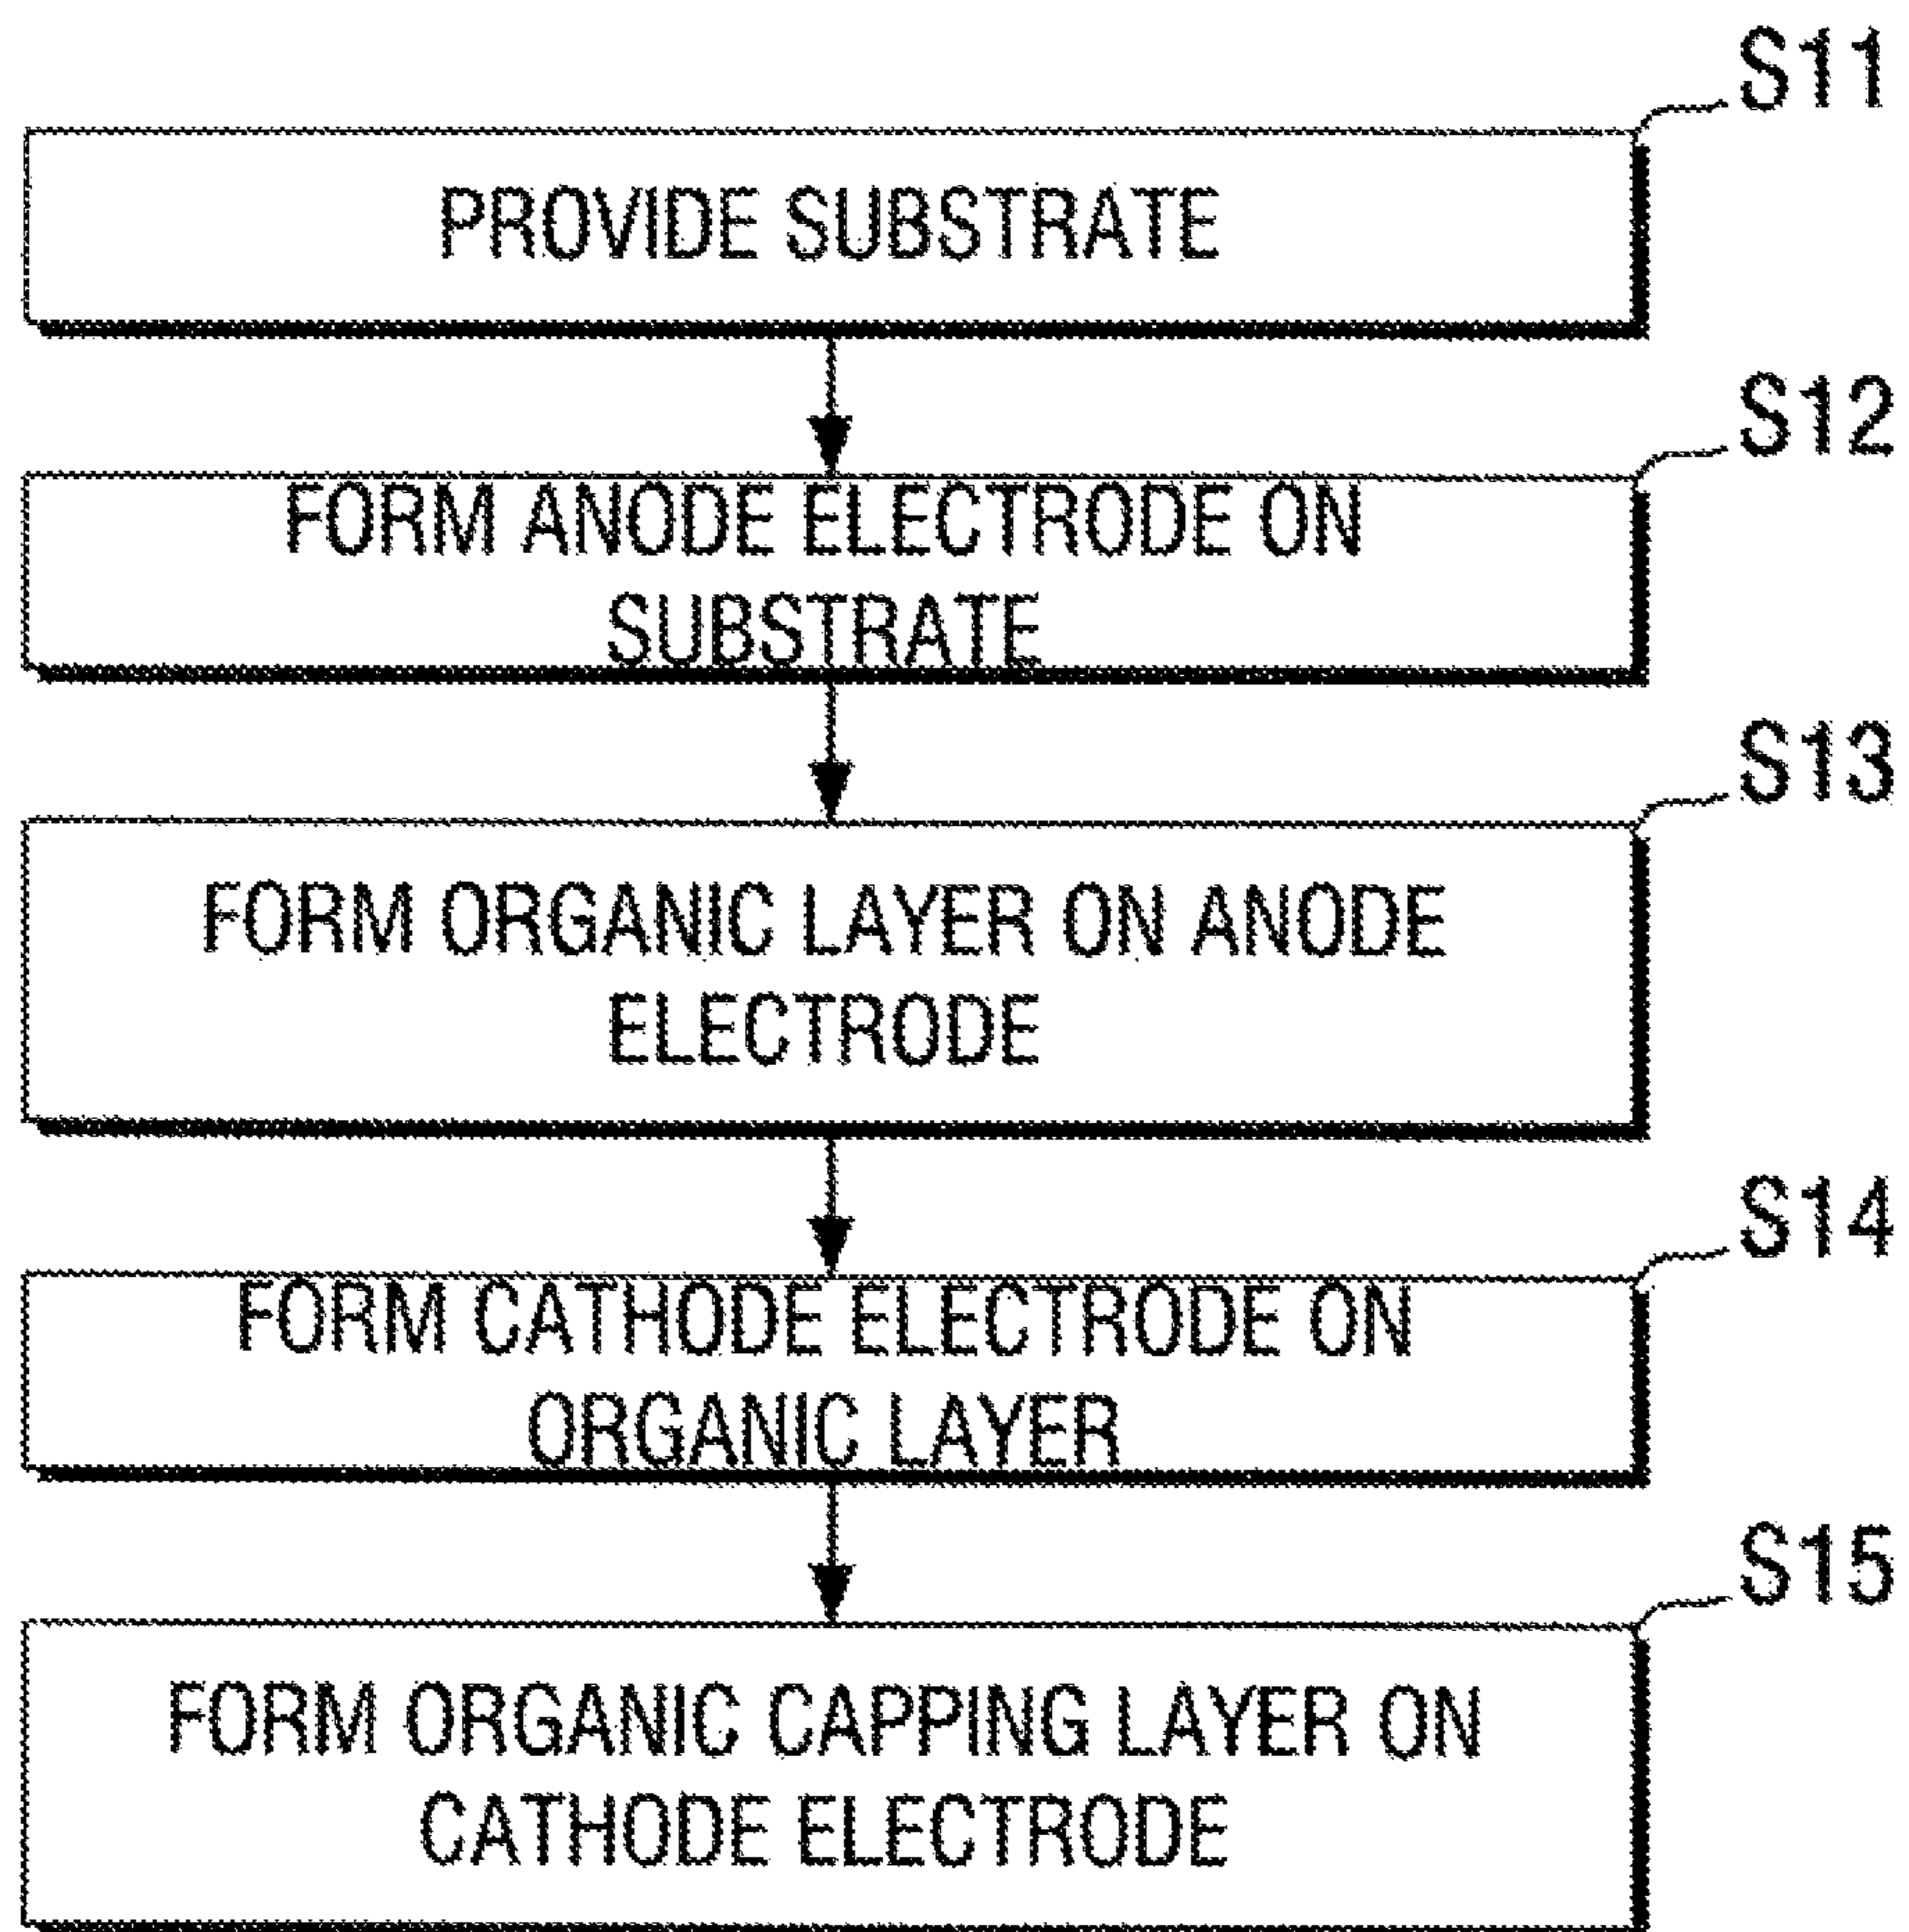 S11
PROVIDE SUBSTRATE
S12
FORM ANODE ELECTRODE ON
SUBSTRATE
S13
FORM ORGANIC LAYER ON ANODE
ELECTRODE
S14
FORM CATHODE ELECTRODE ON
ORGANIC LAYER
S15
FORM ORGANIC CAPPING LAYER ON
CATHODE ELECTRODE